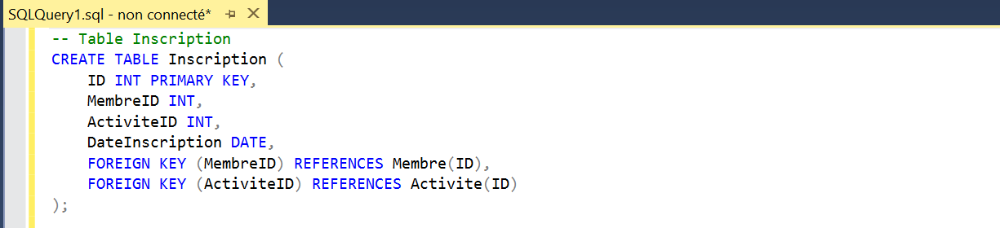 SQLQuery1.sql - non connecté*
-- Table Inscription
CREATE TABLE Inscription (
    ID INT PRIMARY KEY,
    MembreID INT,
    ActiviteID INT,
    DateInscription DATE,
    FOREIGN KEY (MembreID) REFERENCES Membre(ID),
    FOREIGN KEY (ActiviteID) REFERENCES Activite(ID)
);